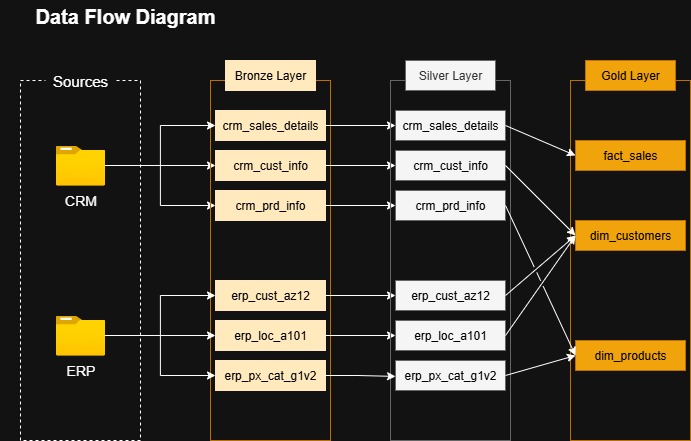 Data Flow Diagram
Sources
Bronze Layer
Silver Layer
Gold Layer
CRM
crm_sales_details
crm_cust_info
crm_prd_info
crm_sales_details
crm_cust_info
crm_prd_info
fact_sales
dim_customers
ERP
erp_cust_az12
erp_loc_a101
erp_px_cat_g1v2
erp_cust_az12
erp_loc_a101
erp_px_cat_g1v2
dim_products